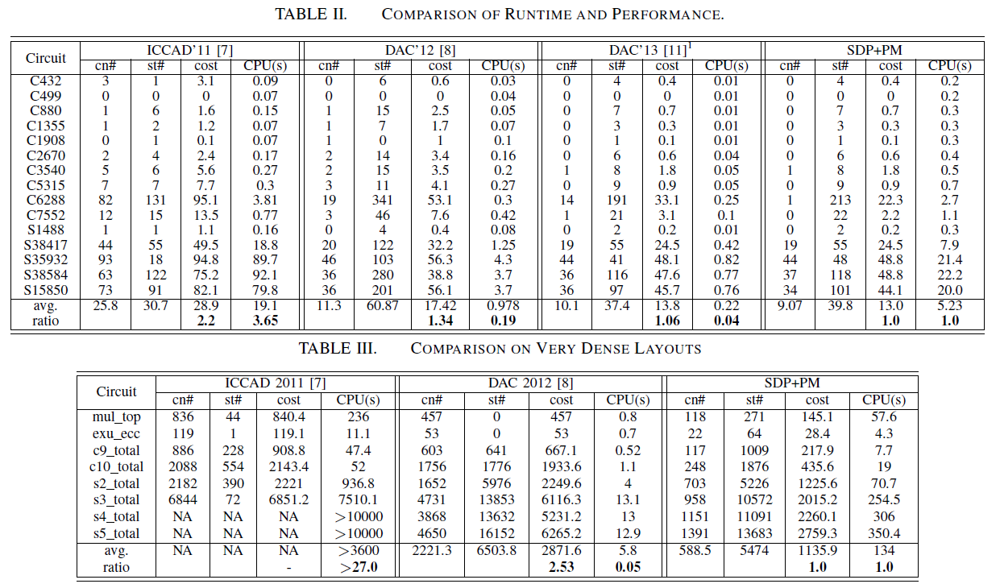 TABLE II. COMPARISON OF RUNTIME AND PERFORMANCE.
Circuit ICCAD'11 [7] DAC'12 [8] DAC'13 [11]1 SDP+PM
cn# st# cost CPU(s) cn# st# cost CPU(s) cn# st# cost CPU(s) cn# st# cost CPU(s)
C432 3 1 3.1 0.09 0 6 0.6 0.03 0 4 0.4 0.01 0 4 0.4 0.2
C499 0 0 0 0.07 0 0 0 0.04 0 0 0 0.01 0 0 0 0.2
C880 1 6 1.6 0.15 1 15 2.5 0.05 0 7 0.7 0.01 0 7 0.7 0.3
C1355 1 2 1.2 0.07 1 7 1.7 0.07 0 3 0.3 0.01 0 3 0.3 0.3
C1908 0 1 0.1 0.07 1 0 1 0.1 0 1 0.1 0.01 0 1 0.1 0.3
C2670 2 4 2.4 0.17 2 14 3.4 0.16 0 6 0.6 0.04 0 6 0.6 0.4
C3540 5 6 5.6 0.27 2 15 3.5 0.2 1 8 1.8 0.05 1 8 1.8 0.5
C5315 7 7 7.7 0.3 3 11 4.1 0.27 0 9 0.9 0.05 0 9 0.9 0.7
C6288 82 131 95.1 3.81 19 341 53.1 0.3 14 191 33.1 0.25 1 213 22.3 2.7
C7552 12 15 13.5 0.77 3 46 7.6 0.42 1 21 3.1 0.1 0 22 2.2 1.1
S1488 1 1 1.1 0.16 0 4 0.4 0.08 0 2 0.2 0.01 0 2 0.2 0.3
S38417 44 55 49.5 18.8 20 122 32.2 1.25 19 55 24.5 0.42 19 55 24.5 7.9
S35932 93 18 94.8 89.7 46 103 56.3 4.3 44 41 48.1 0.82 44 48 48.8 21.4
S38584 63 122 75.2 92.1 36 280 38.8 3.7 36 116 47.6 0.77 37 118 48.8 22.2
S15850 73 91 82.1 79.8 36 201 56.1 3.7 36 97 45.7 0.76 34 101 44.1 20.0
avg. 25.8 30.7 28.9 19.1 11.3 60.87 17.42 0.978 10.1 37.4 13.8 0.22 9.07 39.8 13.0 5.23
ratio 2.2 3.65 1.34 0.19 1.06 0.04 1.0 1.0
TABLE III. COMPARISON ON VERY DENSE LAYOUTS
Circuit ICCAD 2011 [7] DAC 2012 [8] SDP+PM
cn# st# cost CPU(s) cn# st# cost CPU(s) cn# st# cost CPU(s)
mul_top 836 44 840.4 236 457 0 457 0.8 118 271 145.1 57.6
exu_ecc 119 1 119.1 11.1 53 0 53 0.7 22 64 28.4 4.3
c9_total 886 228 908.8 47.4 603 641 667.1 0.52 117 1009 217.9 7.7
c10_total 2088 554 2143.4 52 1756 1776 1933.6 1.1 248 1876 435.6 19
s2_total 2182 390 2221 936.8 1652 5976 2249.6 4 703 5226 1225.6 70.7
s3_total 6844 72 6851.2 7510.1 4731 13853 6116.3 13.1 958 10572 2015.2 254.5
s4_total NA NA NA >10000 3868 13632 5231.2 13 1151 11091 2260.1 306
s5_total NA NA NA >10000 4650 16152 6265.2 12.9 1391 13683 2759.3 350.4
avg. NA NA NA >3600 2221.3 6503.8 2871.6 5.8 588.5 5474 1135.9 134
ratio - >27.0 2.53 0.05 1.0 1.0